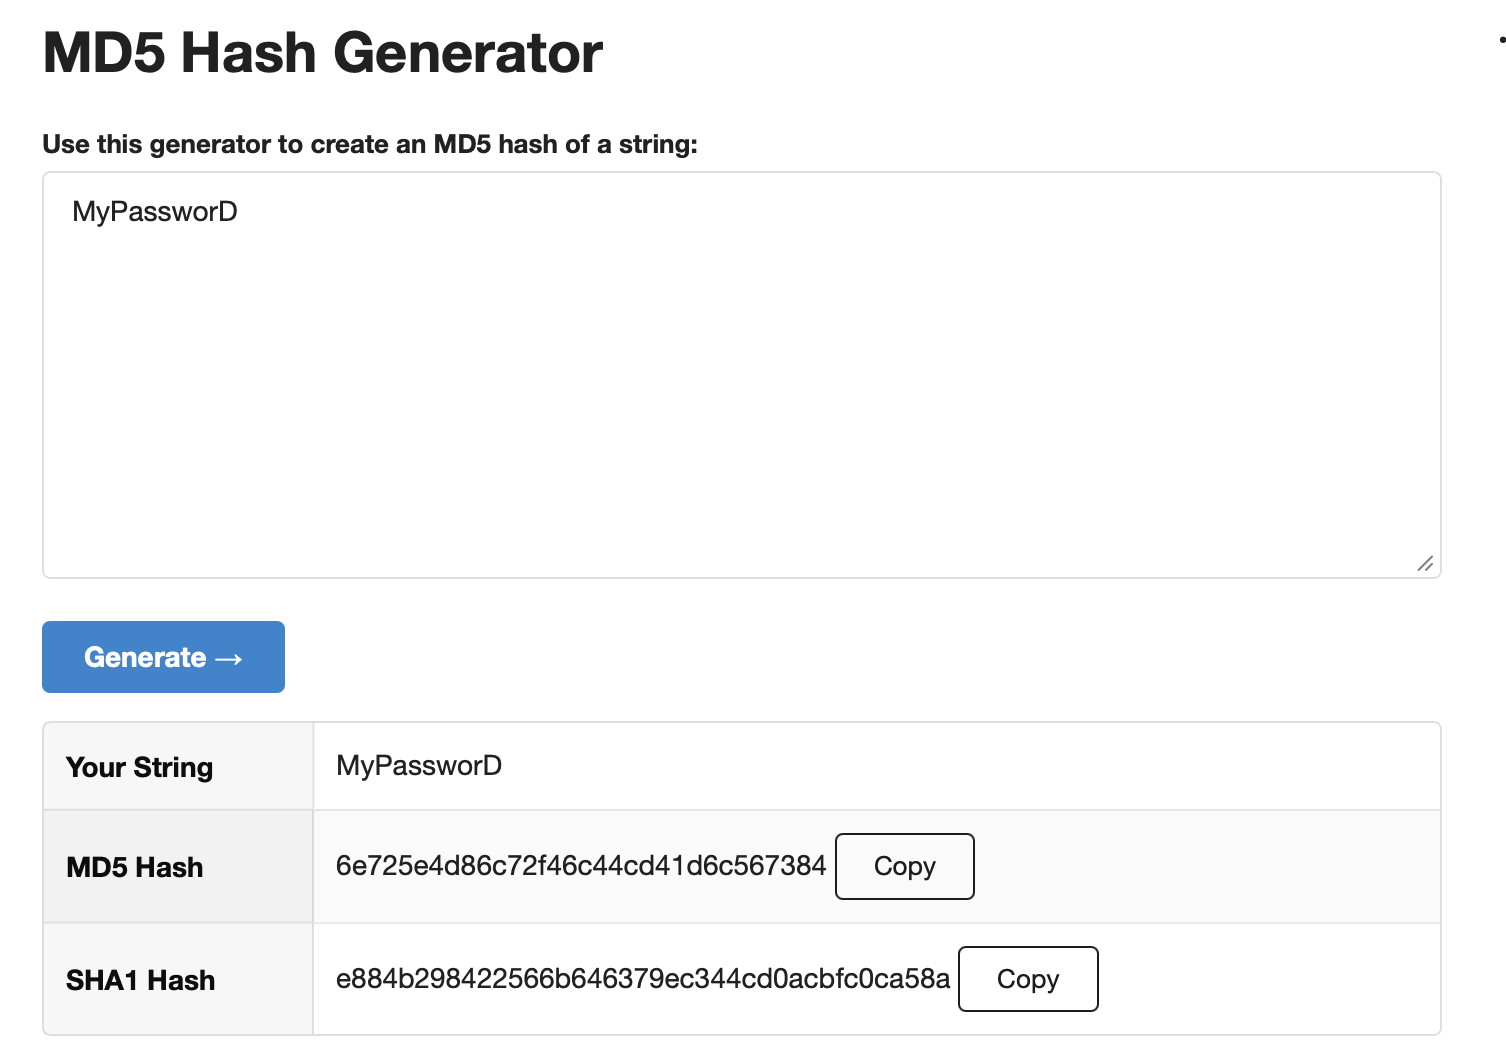 MD5 Hash Generator
Use this generator to create an MD5 hash of a string:
MyPassworD
Generate →
Your String MyPassworD
MD5 Hash 6e725e4d86c72f46c44cd41d6c567384 Copy
SHA1 Hash e884b298422566b646379ec344cd0acbfc0ca58a Copy